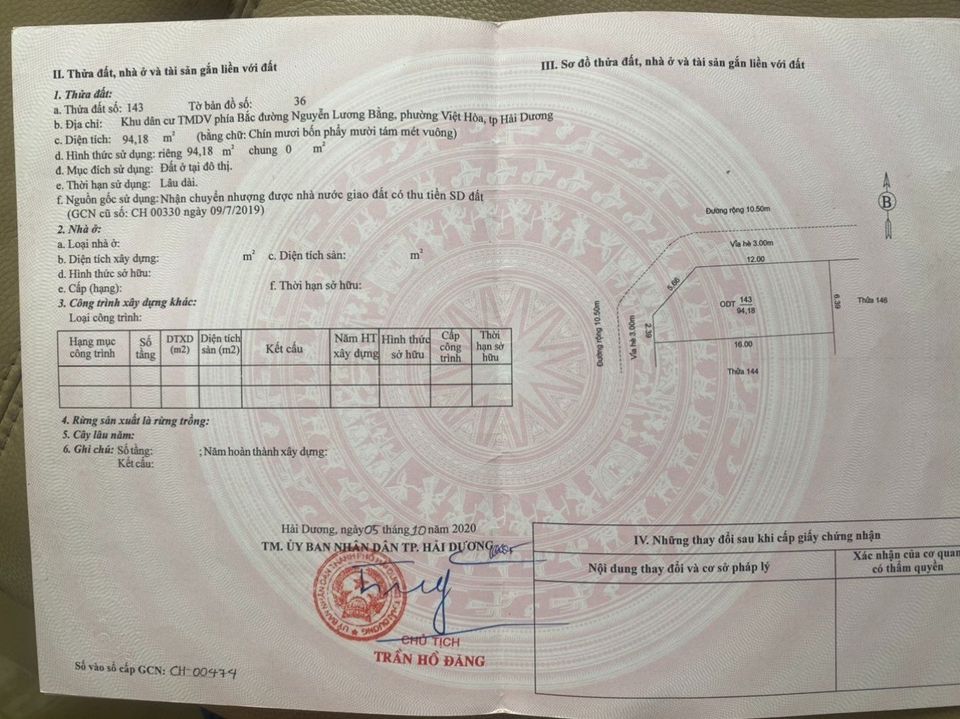 II. Thửa đất, nhà ở và tài sản gắn liền với đất
1. Thửa đất:
a. Thửa đất số: 143 Tờ bản đồ số: 36
b. Địa chỉ: Khu dân cư TMDV phía Bắc đường Nguyễn Lương Bằng, phường Việt Hòa, tp Hải Dương
c. Diện tích: 94,18 m² (bằng chữ: Chín mươi bốn phẩy mười tám mét vuông)
d. Hình thức sử dụng: riêng 94,18 m² chung 0 m²
đ. Mục đích sử dụng: Đất ở tại đô thị.
e. Thời hạn sử dụng: Lâu dài.
f. Nguồn gốc sử dụng: Nhận chuyển nhượng được nhà nước giao đất có thu tiền SD đất
(GCN cũ số: CH 00330 ngày 09/7/2019)
2. Nhà ở:
a. Loại nhà ở:
b. Diện tích xây dựng: m² c. Diện tích sàn: m²
d. Hình thức sở hữu:
e. Cấp (hạng): f. Thời hạn sở hữu:
3. Công trình xây dựng khác:
Loại công trình:
Hạng mục công trình Số tầng DTXD (m2) Diện tích sàn (m2) Kết cấu Năm HT xây dựng Hình thức sở hữu Cấp công trình Thời hạn sở hữu
4. Rừng sản xuất là rừng trồng:
5. Cây lâu năm:
6. Ghi chú: Số tầng: ; Năm hoàn thành xây dựng:
Kết cấu:
Hải Dương, ngày 05 tháng 10 năm 2020
TM. ỦY BAN NHÂN DÂN TP. HẢI DƯƠNG
CHỦ TỊCH
TRẦN HỒ ĐĂNG
Số vào sổ cấp GCN: CH-00474
III. Sơ đồ thửa đất, nhà ở và tài sản gắn liền với đất
B
Đường rộng 10.50m
Vỉa hè 3.00m
12.00
5.66
ODT 143
94,18
6.39
Thửa 146
Đường rộng 10.50m
Vỉa hè 3.00m
2.39
16.00
Thửa 144
IV. Những thay đổi sau khi cấp giấy chứng nhận
Nội dung thay đổi và cơ sở pháp lý
Xác nhận của cơ quan
có thẩm quyền